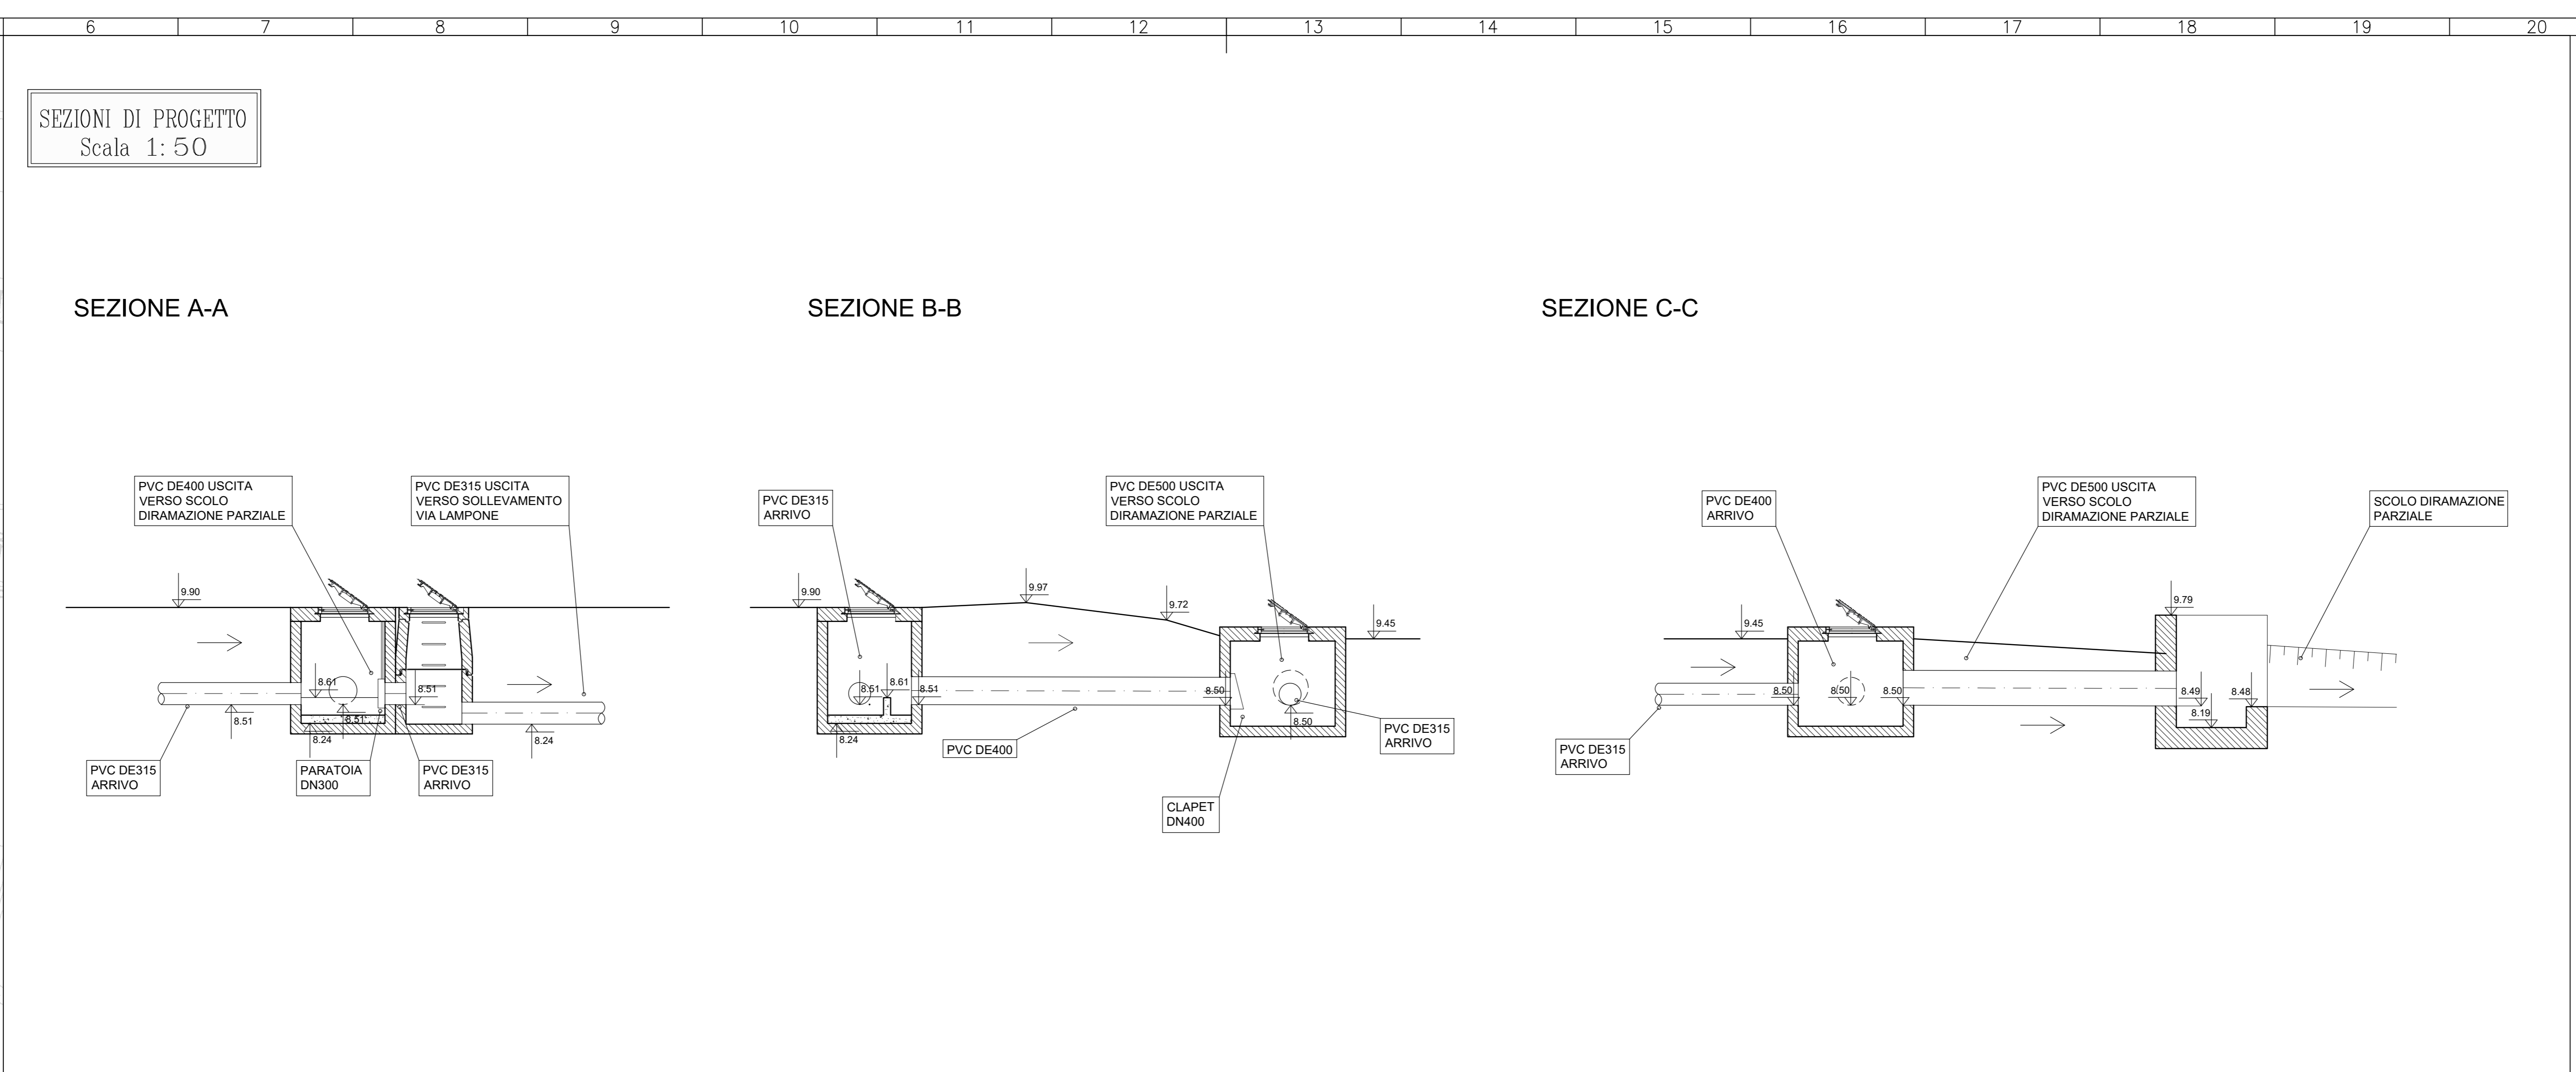 6 7 8 9 10 11 12 13 14 15 16 17 18 19 20
SEZIONI DI PROGETTO
Scala 1:50
SEZIONE A-A
PVC DE400 USCITA
VERSO SCOLO
DIRAMAZIONE PARZIALE
PVC DE315 USCITA
VERSO SOLLEVAMENTO
VIA LAMPONE
9.90
8.61
8.51
8.51
8.51
8.24
8.24
PVC DE315
ARRIVO
PARATOIA
DN300
PVC DE315
ARRIVO
SEZIONE B-B
PVC DE315
ARRIVO
PVC DE500 USCITA
VERSO SCOLO
DIRAMAZIONE PARZIALE
9.90
9.97
9.72
9.45
8.51
8.61
8.51
8.50
8.50
8.24
PVC DE400
PVC DE315
ARRIVO
CLAPET
DN400
SEZIONE C-C
PVC DE400
ARRIVO
PVC DE500 USCITA
VERSO SCOLO
DIRAMAZIONE PARZIALE
SCOLO DIRAMAZIONE
PARZIALE
9.45
9.79
8.50
8.50
8.50
8.49
8.48
8.19
PVC DE315
ARRIVO